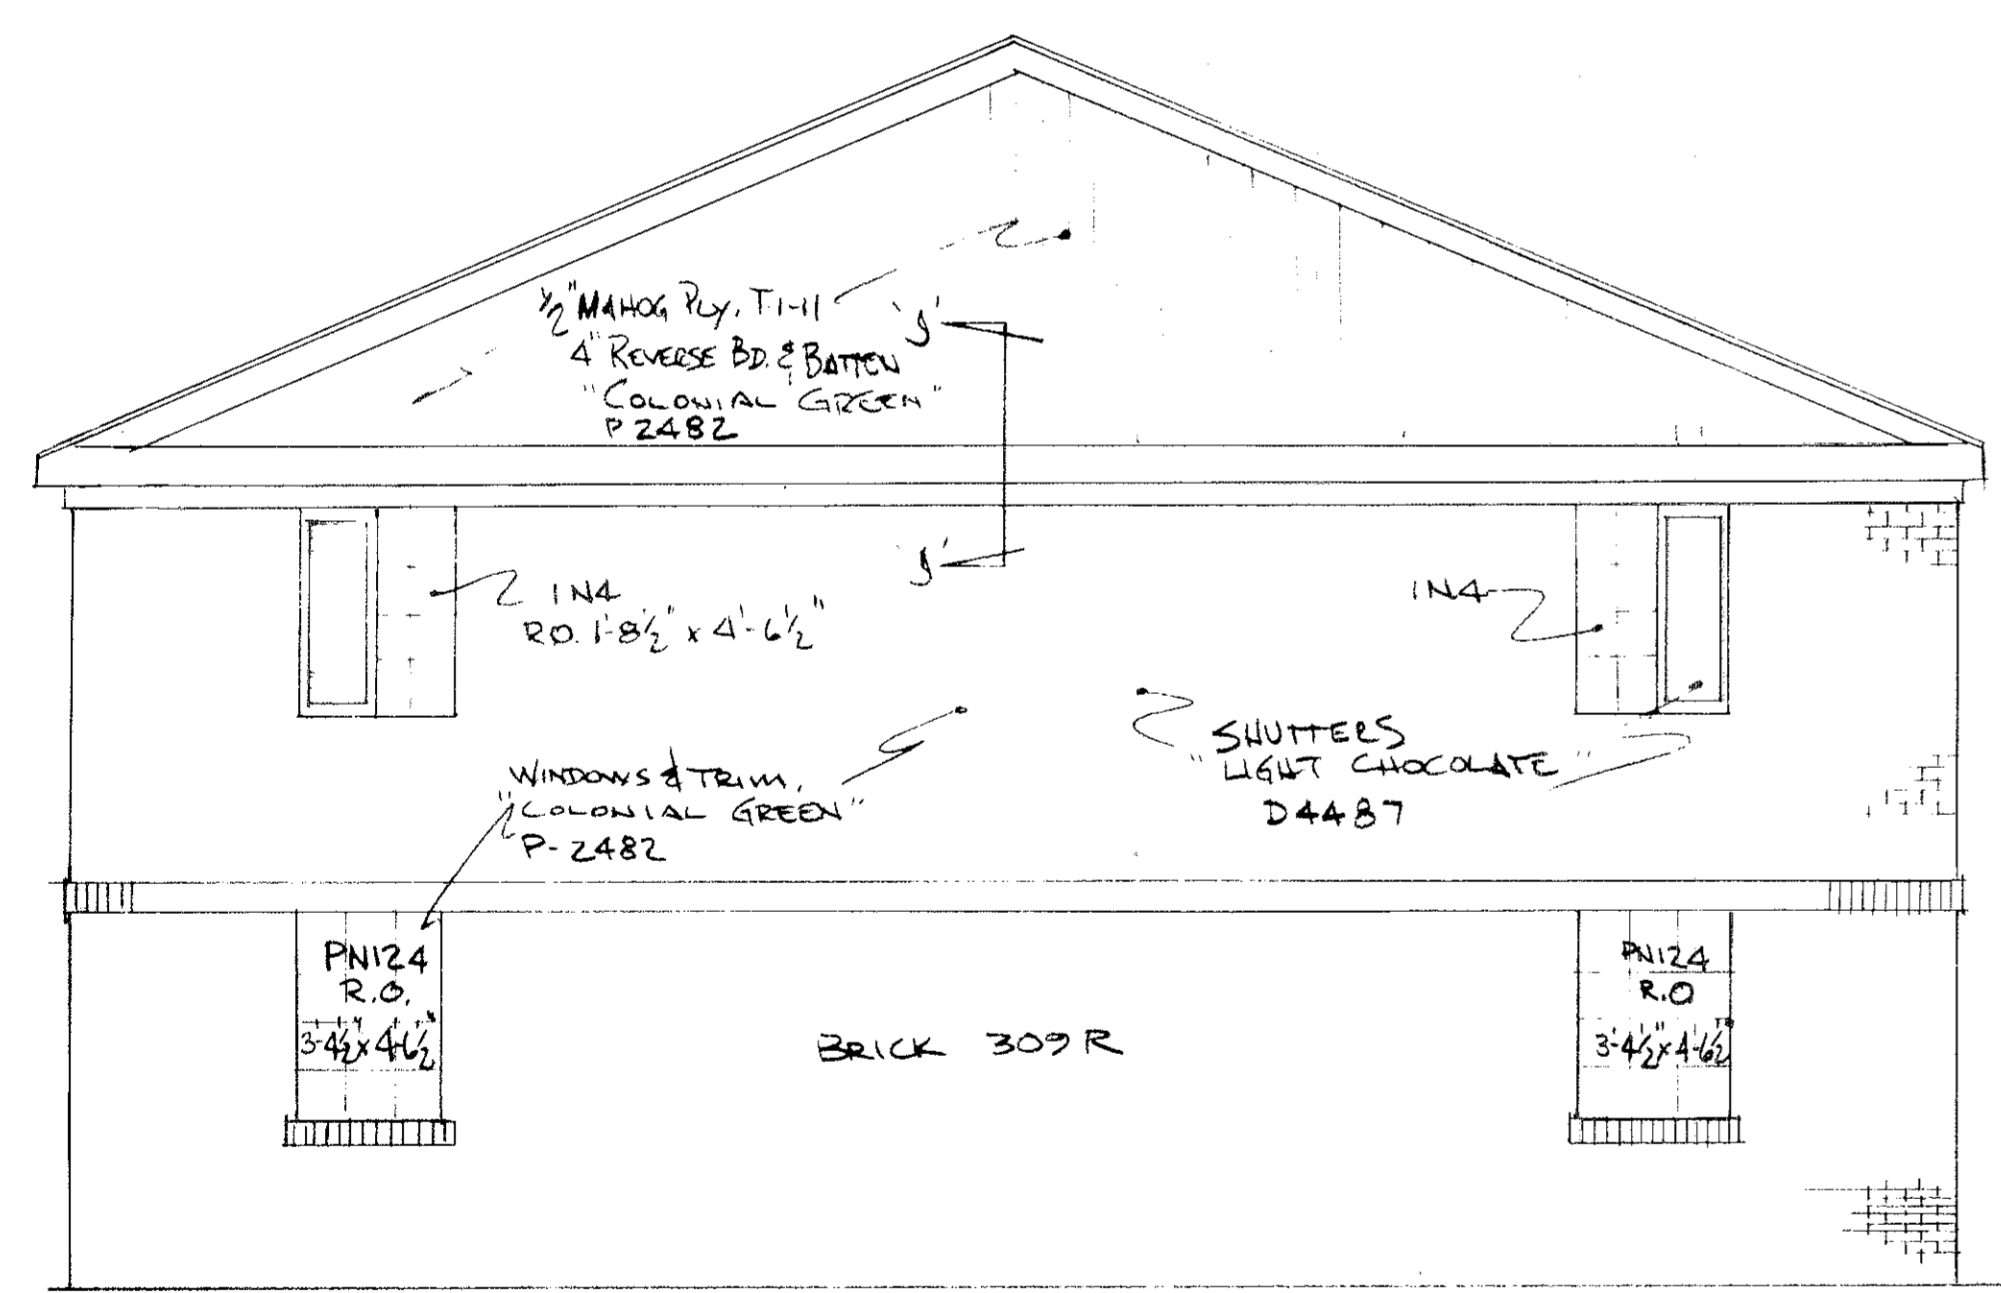 ½" MAHOG PLY. T-1-11
4" REVERSE BD. & BATTEN
"COLONIAL GREEN"
P 2482
'J'
'J'
1N4
R.O. 1'-8½" x 4'-6½"
1N4
WINDOWS & TRIM,
"COLONIAL GREEN"
P-2482
SHUTTERS
"LIGHT CHOCOLATE"
D4487
PN124
R.O.
3'-4½" x 4'-6½"
BRICK 309R
PN124
R.O
3'-4½" x 4'-6½"